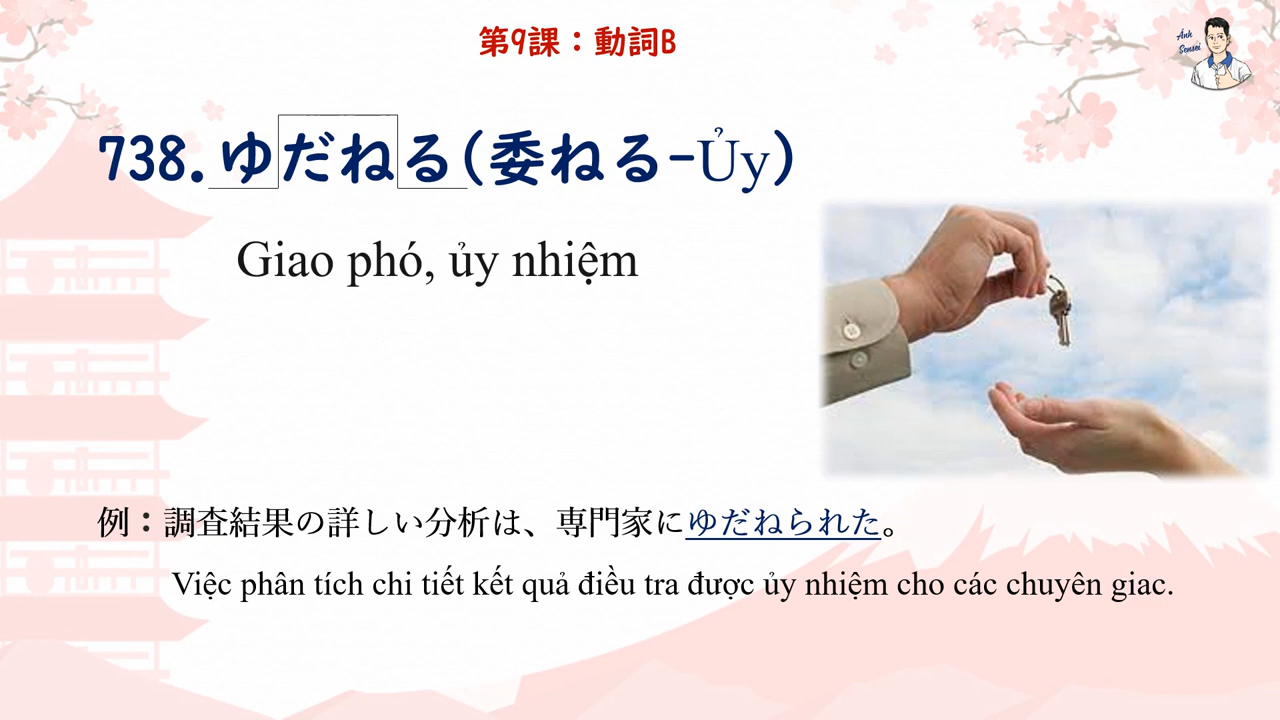 第9課：動詞B
Ánh
Sensei
738.ゆだねる(委ねる-Ủy)
Giao phó, ủy nhiệm
例：調査結果の詳しい分析は、専門家にゆだねられた。
Việc phân tích chi tiết kết quả điều tra được ủy nhiệm cho các chuyên giac.